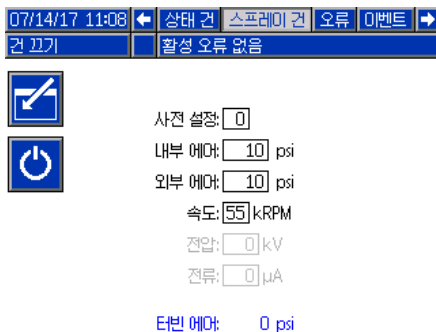 07/14/17 11:08 상태 건 스프레이 건 오류 이벤트
건 끄기 활성 오류 없음
사전 설정: 0
내부 에어: 10 psi
외부 에어: 10 psi
속도: 55 kRPM
전압: 0 kV
전류: 0 µA
터빈 에어: 0 psi